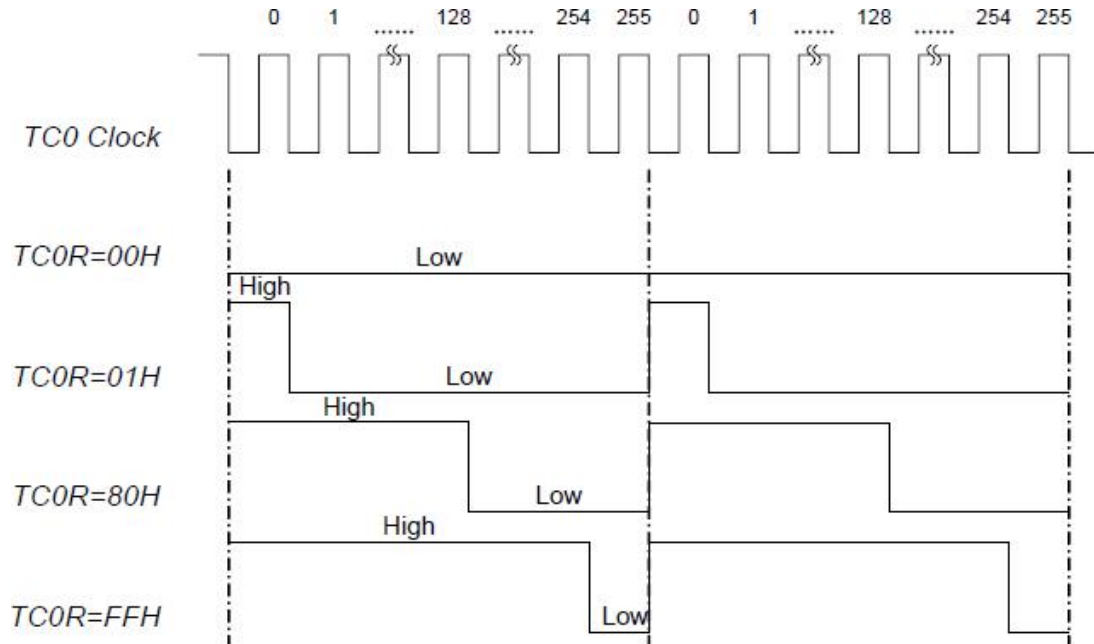 0 1 ...... 128 ...... 254 255 0 1 ...... 128 ...... 254 255
TC0 Clock
TC0R=00H
Low
High
TC0R=01H
Low
High
TC0R=80H
Low
High
TC0R=FFH
Low